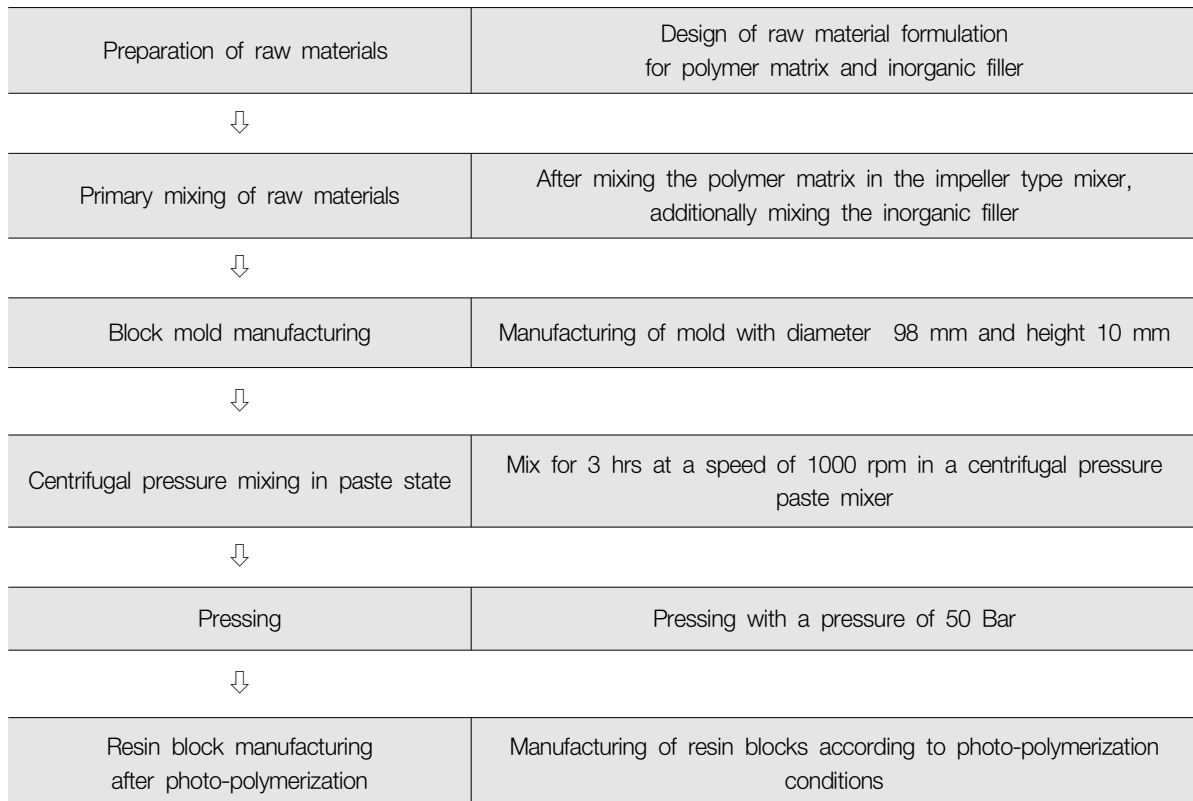 Preparation of raw materials
Design of raw material formulation
for polymer matrix and inorganic filler
⇩
Primary mixing of raw materials
After mixing the polymer matrix in the impeller type mixer,
additionally mixing the inorganic filler
⇩
Block mold manufacturing
Manufacturing of mold with diameter 98 mm and height 10 mm
⇩
Centrifugal pressure mixing in paste state
Mix for 3 hrs at a speed of 1000 rpm in a centrifugal pressure
paste mixer
⇩
Pressing
Pressing with a pressure of 50 Bar
⇩
Resin block manufacturing
after photo-polymerization
Manufacturing of resin blocks according to photo-polymerization
conditions